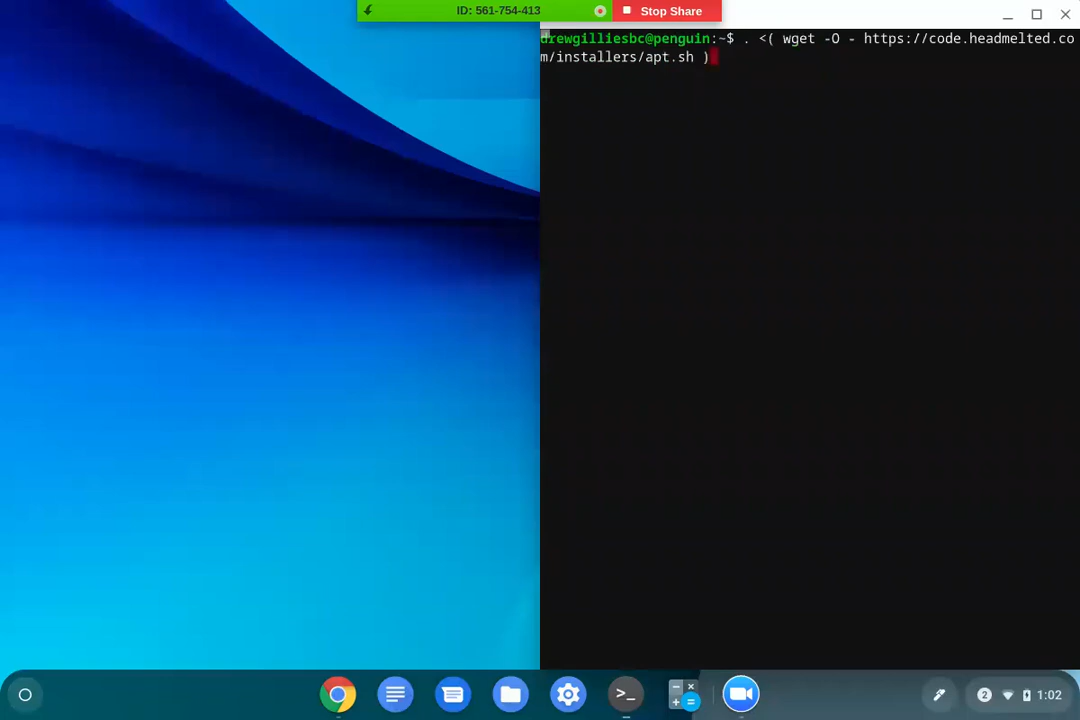 ID: 561-754-413
Stop Share
drewgilliesbc@penguin:~$ . <( wget -O - https://code.headmelted.co
m/installers/apt.sh )
2
1:02